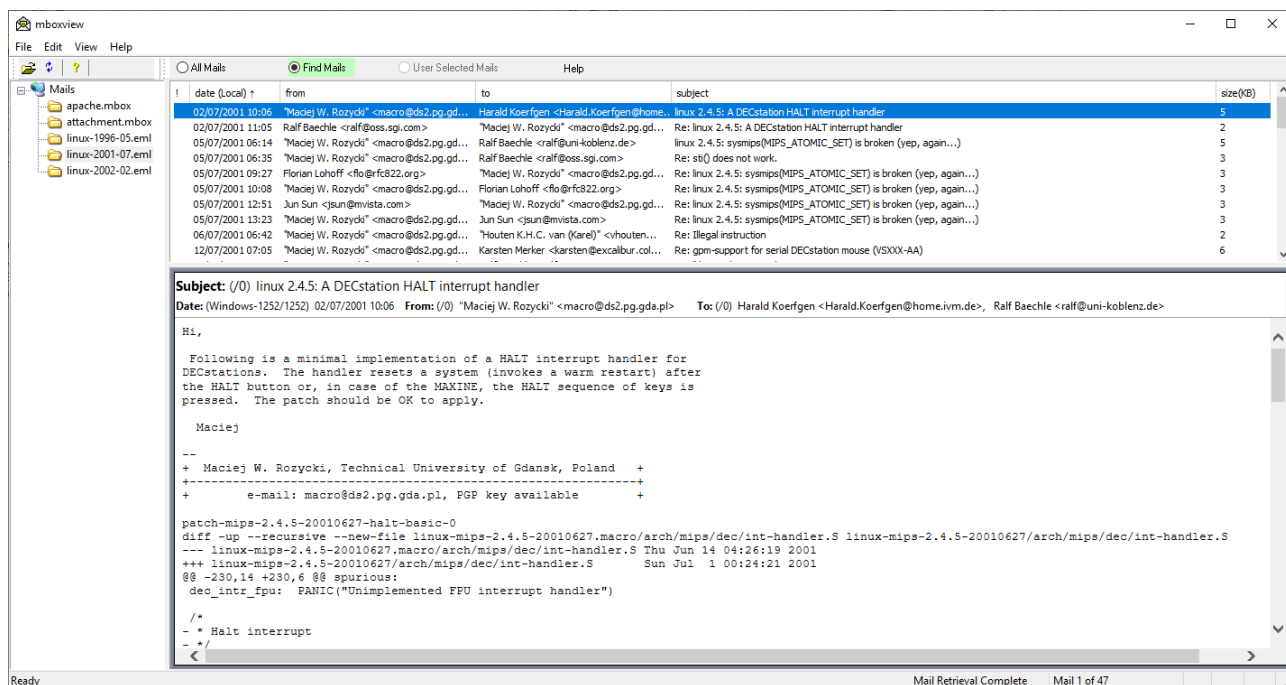 mboxview
File Edit View Help
All Mails Find Mails User Selected Mails Help
Mails
apache.mbox
attachment.mbox
linux-1996-05.eml
linux-2001-07.eml
linux-2002-02.eml
! date (Local) ↑ from to subject size(KB)
02/07/2001 10:06 "Maciej W. Rozycki" <macro@ds2.pg.gd... Harald Koerfgen <Harald.Koerfgen@home.. linux 2.4.5: A DECstation HALT interrupt handler 5
02/07/2001 11:05 Ralf Baechle <ralf@oss.sgi.com> "Maciej W. Rozycki" <macro@ds2.pg.gd... Re: linux 2.4.5: A DECstation HALT interrupt handler 2
05/07/2001 06:14 "Maciej W. Rozycki" <macro@ds2.pg.gd... Ralf Baechle <ralf@uni-koblenz.de> linux 2.4.5: sysmips(MIPS_ATOMIC_SET) is broken (yep, again...) 5
05/07/2001 06:35 "Maciej W. Rozycki" <macro@ds2.pg.gd... Ralf Baechle <ralf@oss.sgi.com> Re: sti() does not work. 3
05/07/2001 09:27 Florian Lohoff <flo@rfc822.org> "Maciej W. Rozycki" <macro@ds2.pg.gd... Re: linux 2.4.5: sysmips(MIPS_ATOMIC_SET) is broken (yep, again...) 3
05/07/2001 10:08 "Maciej W. Rozycki" <macro@ds2.pg.gd... Florian Lohoff <flo@rfc822.org> Re: linux 2.4.5: sysmips(MIPS_ATOMIC_SET) is broken (yep, again...) 3
05/07/2001 12:51 Jun Sun <jsun@mvista.com> "Maciej W. Rozycki" <macro@ds2.pg.gd... Re: linux 2.4.5: sysmips(MIPS_ATOMIC_SET) is broken (yep, again...) 3
05/07/2001 13:23 "Maciej W. Rozycki" <macro@ds2.pg.gd... Jun Sun <jsun@mvista.com> Re: linux 2.4.5: sysmips(MIPS_ATOMIC_SET) is broken (yep, again...) 3
06/07/2001 06:42 "Maciej W. Rozycki" <macro@ds2.pg.gd... "Houten K.H.C. van (Karel)" <vhouten... Re: Illegal instruction 2
12/07/2001 07:05 "Maciej W. Rozycki" <macro@ds2.pg.gd... Karsten Merker <karsten@excalibur.col... Re: gpm-support for serial DECstation mouse (VSXXX-AA) 6
Subject: (/0) linux 2.4.5: A DECstation HALT interrupt handler
Date: (Windows-1252/1252) 02/07/2001 10:06 From: (/0) "Maciej W. Rozycki" <macro@ds2.pg.gda.pl> To: (/0) Harald Koerfgen <Harald.Koerfgen@home.ivm.de>, Ralf Baechle <ralf@uni-koblenz.de>
Hi,
Following is a minimal implementation of a HALT interrupt handler for
DECstations. The handler resets a system (invokes a warm restart) after
the HALT button or, in case of the MAXINE, the HALT sequence of keys is
pressed. The patch should be OK to apply.
Maciej
--
+ Maciej W. Rozycki, Technical University of Gdansk, Poland +
+--------------------------------------------------------------+
+ e-mail: macro@ds2.pg.gda.pl, PGP key available +
patch-mips-2.4.5-20010627-halt-basic-0
diff -up --recursive --new-file linux-mips-2.4.5-20010627.macro/arch/mips/dec/int-handler.S linux-mips-2.4.5-20010627/arch/mips/dec/int-handler.S
--- linux-mips-2.4.5-20010627.macro/arch/mips/dec/int-handler.S Thu Jun 14 04:26:19 2001
+++ linux-mips-2.4.5-20010627/arch/mips/dec/int-handler.S Sun Jul 1 00:24:21 2001
@@ -230,14 +230,6 @@ spurious:
dec_intr_fpu: PANIC("Unimplemented FPU interrupt handler")
/*
- * Halt interrupt
- */
Ready Mail Retrieval Complete Mail 1 of 47